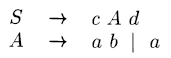 S → c A d
A → a b | a